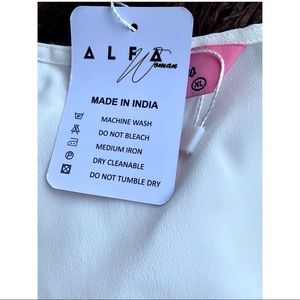 ALFA
Woman
MADE IN INDIA
MACHINE WASH
DO NOT BLEACH
MEDIUM IRON
DRY CLEANABLE
DO NOT TUMBLE DRY
XL